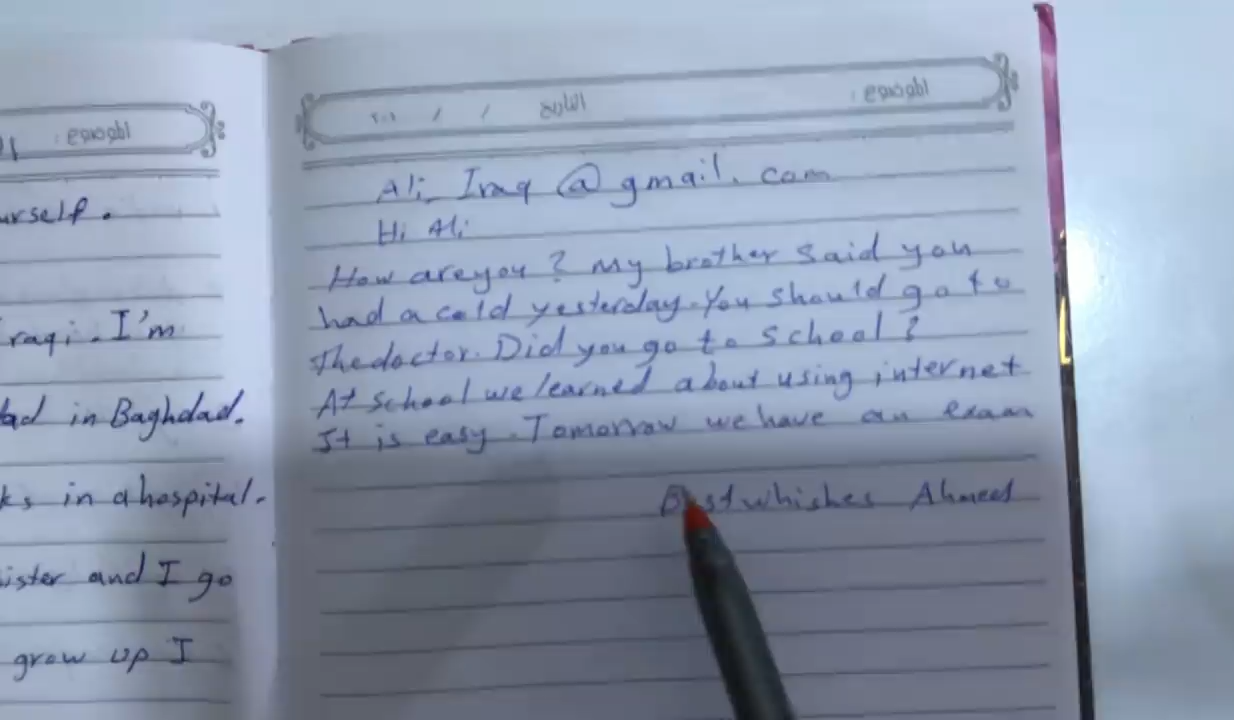 الموضوع :
urself.
raqi. I'm
ad in Baghdad.
ks in a hospital.
ister and I go
grow up I
الموضوع : التاريخ / / ٢٠٠
Ali_Iraq @ gmail. com
Hi Ali
How are you ? my brother said you
had a cold yesterday. You should go to
the doctor. Did you go to school ?
At school we learned about using internet
It is easy. Tomorrow we have an exam
Best whishes Ahmed